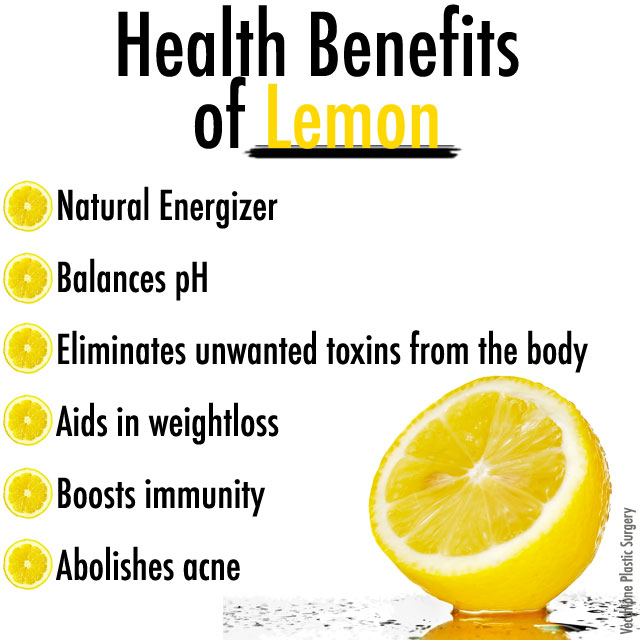 Health Benefits
of Lemon
Natural Energizer
Balances pH
Eliminates unwanted toxins from the body
Aids in weightloss
Boosts immunity
Abolishes acne
Plastic Surgery